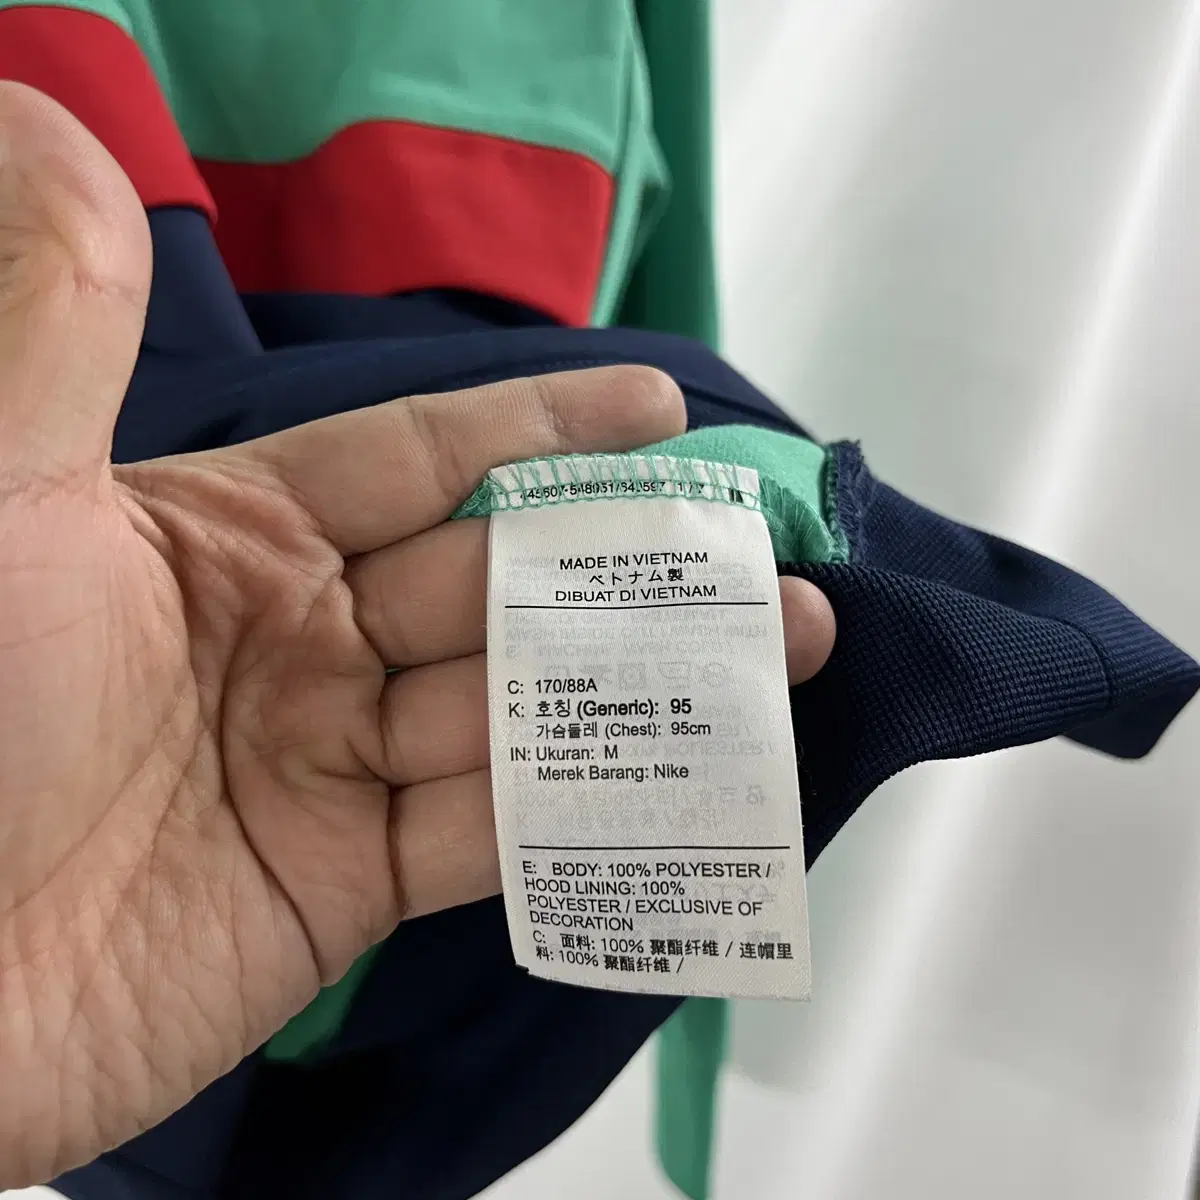 MADE IN VIETNAM
ベトナム製
DIBUAT DI VIETNAM
C: 170/88A
K: 호칭 (Generic): 95
가슴둘레 (Chest): 95cm
IN: Ukuran: M
Merek Barang: Nike
E: BODY: 100% POLYESTER /
HOOD LINING: 100%
POLYESTER / EXCLUSIVE OF
DECORATION
C: 面料: 100% 聚酯纤维 / 连帽里
料: 100% 聚酯纤维 /